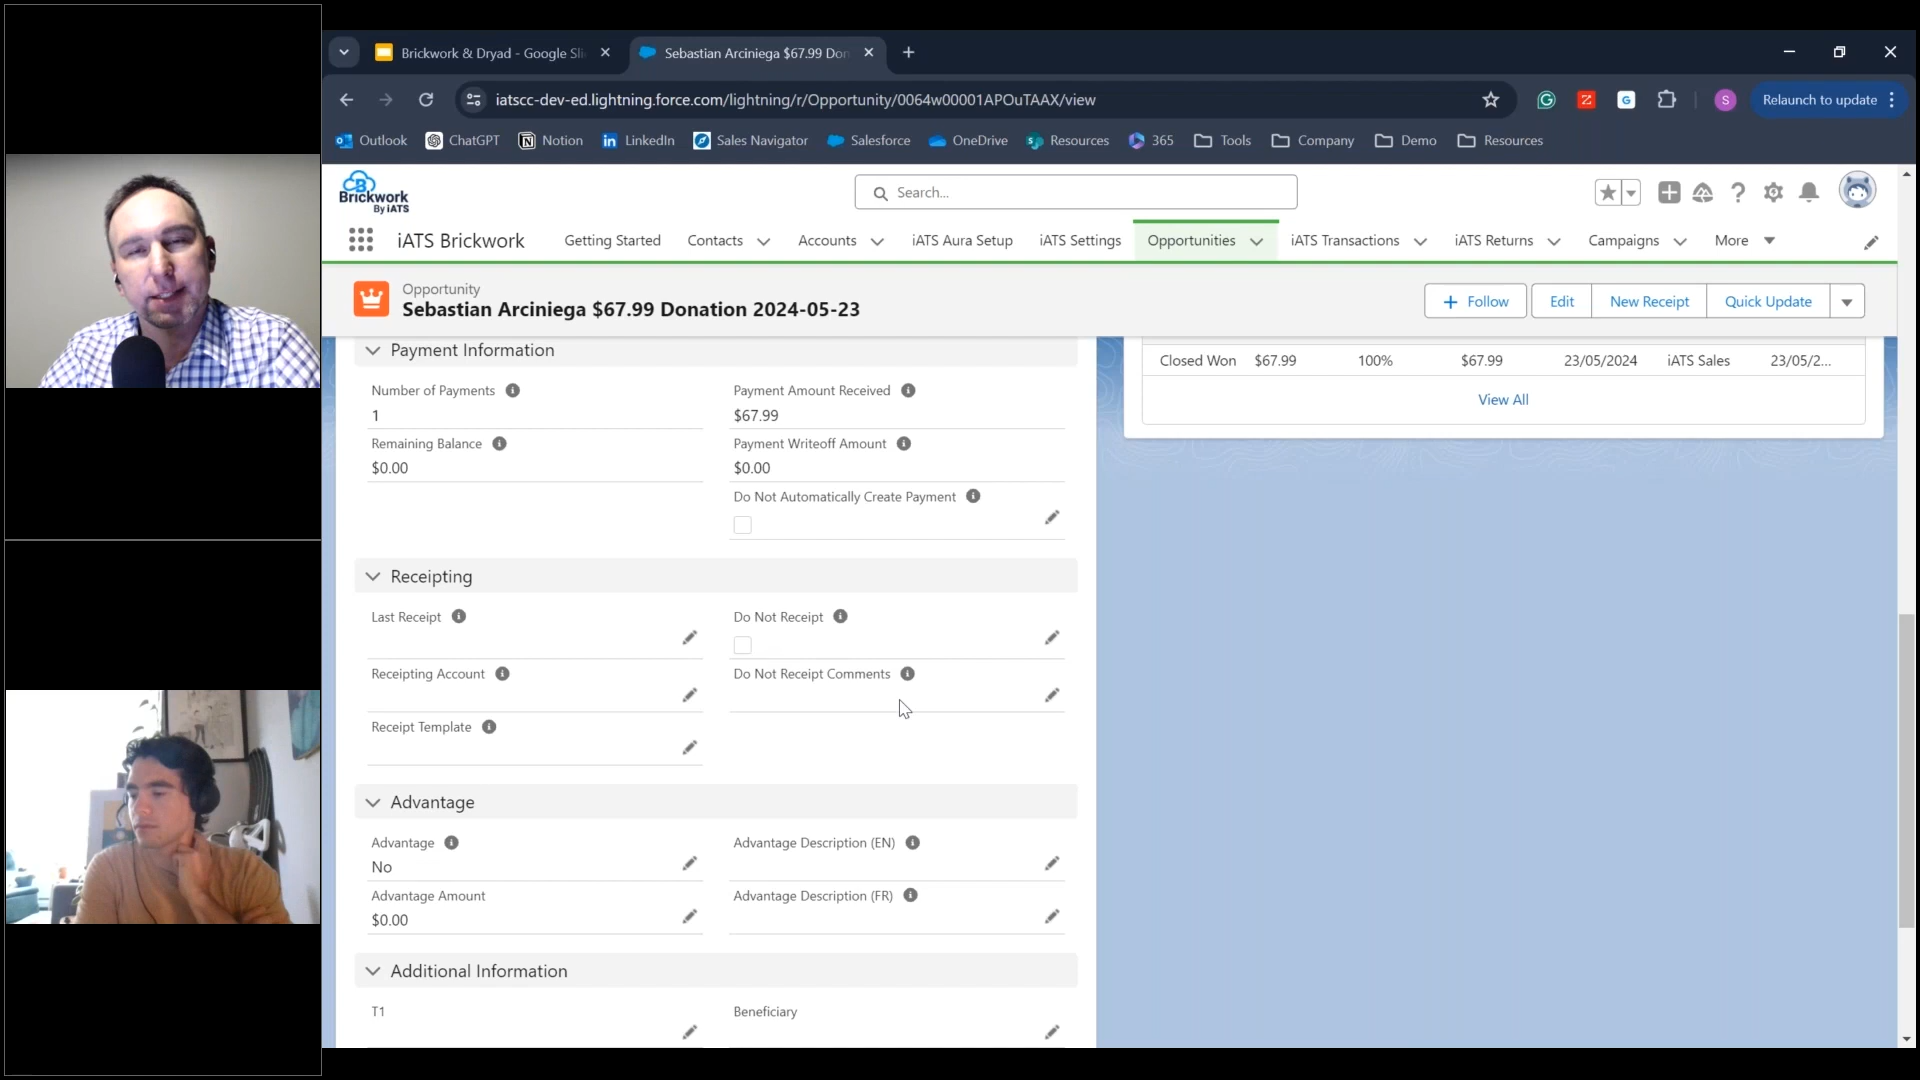 Brickwork & Dryad - Google Sli
Sebastian Arciniega $67.99 Don
iatscc-dev-ed.lightning.force.com/lightning/r/Opportunity/0064w00001APOuTAAX/view
S
Relaunch to update
Outlook
ChatGPT
Notion
LinkedIn
Sales Navigator
Salesforce
OneDrive
Resources
365
Tools
Company
Demo
Resources
Brickwork
By iATS
Search...
iATS Brickwork
Getting Started
Contacts
Accounts
iATS Aura Setup
iATS Settings
Opportunities
iATS Transactions
iATS Returns
Campaigns
More
Opportunity
Sebastian Arciniega $67.99 Donation 2024-05-23
Follow
Edit
New Receipt
Quick Update
Payment Information
Number of Payments
1
Payment Amount Received
$67.99
Remaining Balance
$0.00
Payment Writeoff Amount
$0.00
Do Not Automatically Create Payment
Closed Won $67.99 100% $67.99 23/05/2024 iATS Sales 23/05/2...
View All
Receipting
Last Receipt
Do Not Receipt
Receipting Account
Do Not Receipt Comments
Receipt Template
Advantage
Advantage
No
Advantage Description (EN)
Advantage Amount
$0.00
Advantage Description (FR)
Additional Information
T1
Beneficiary